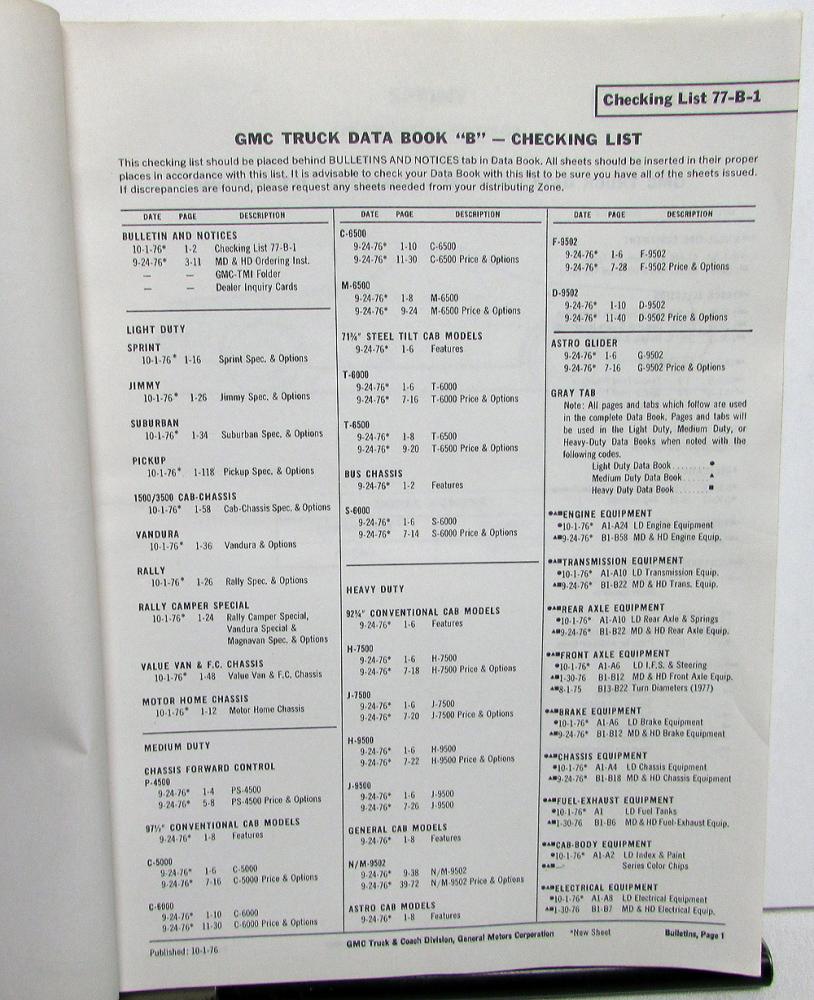 Checking List 77-B-1
GMC TRUCK DATA BOOK “B” — CHECKING LIST
This checking list should be placed behind BULLETINS AND NOTICES tab in Data Book. All sheets should be inserted in their proper
places in accordance with this list. It is advisable to check your Data Book with this list to be sure you have all of the sheets issued.
If discrepancies are found, please request any sheets needed from your distributing Zone.
DATE PAGE DESCRIPTION
BULLETIN AND NOTICES
10-1-76* 1-2 Checking List 77-B-1
9-24-76* 3-11 MD & HD Ordering Inst.
— — GMC-TMI Folder
— — Dealer Inquiry Cards
LIGHT DUTY
SPRINT
10-1-76* 1-16 Sprint Spec. & Options
JIMMY
10-1-76* 1-26 Jimmy Spec. & Options
SUBURBAN
10-1-76* 1-34 Suburban Spec. & Options
PICKUP
10-1-76* 1-118 Pickup Spec. & Options
1500/3500 CAB-CHASSIS
10-1-76* 1-58 Cab-Chassis Spec. & Options
VANDURA
10-1-76* 1-36 Vandura & Options
RALLY
10-1-76* 1-26 Rally Spec. & Options
RALLY CAMPER SPECIAL
10-1-76* 1-24 Rally Camper Special,
Vandura Special &
Magnavan Spec. & Options
VALUE VAN & F.C. CHASSIS
10-1-76* 1-48 Value Van & F.C. Chassis
MOTOR HOME CHASSIS
10-1-76* 1-12 Motor Home Chassis
MEDIUM DUTY
CHASSIS FORWARD CONTROL
P-4500
9-24-76* 1-4 PS-4500
9-24-76* 5-8 PS-4500 Price & Options
97½″ CONVENTIONAL CAB MODELS
9-24-76* 1-8 Features
C-5000
9-24-76* 1-6 C-5000
9-24-76* 7-16 C-5000 Price & Options
C-6000
9-24-76* 1-10 C-6000
9-24-76* 11-30 C-6000 Price & Options
DATE PAGE DESCRIPTION
C-6500
9-24-76* 1-10 C-6500
9-24-76* 11-30 C-6500 Price & Options
M-6500
9-24-76* 1-8 M-6500
9-24-76* 9-24 M-6500 Price & Options
71¾″ STEEL TILT CAB MODELS
9-24-76* 1-6 Features
T-6000
9-24-76* 1-6 T-6000
9-24-76* 7-16 T-6000 Price & Options
T-6500
9-24-76* 1-8 T-6500
9-24-76* 9-20 T-6500 Price & Options
BUS CHASSIS
9-24-76* 1-2 Features
S-6000
9-24-76* 1-6 S-6000
9-24-76* 7-14 S-6000 Price & Options
HEAVY DUTY
92¼″ CONVENTIONAL CAB MODELS
9-24-76* 1-6 Features
H-7500
9-24-76* 1-6 H-7500
9-24-76* 7-18 H-7500 Price & Options
J-7500
9-24-76* 1-6 J-7500
9-24-76* 7-20 J-7500 Price & Options
H-9500
9-24-76* 1-6 H-9500
9-24-76* 7-22 H-9500 Price & Options
J-9500
9-24-76* 1-6 J-9500
9-24-76* 7-26 J-9500
GENERAL CAB MODELS
9-24-76* 1-8 Features
N/M-9502
9-24-76* 9-38 N/M-9502
9-24-76* 39-72 N/M-9502 Price & Options
ASTRO CAB MODELS
9-24-76* 1-8 Features
DATE PAGE DESCRIPTION
F-9502
9-24-76* 1-6 F-9502
9-24-76* 7-28 F-9502 Price & Options
D-9502
9-24-76* 1-10 D-9502
9-24-76* 11-40 D-9502 Price & Options
ASTRO GLIDER
9-24-76* 1-6 G-9502
9-24-76* 7-16 G-9502 Price & Options
GRAY TAB
Note: All pages and tabs which follow are used
in the complete Data Book. Pages and tabs will
be used in the Light Duty, Medium Duty, or
Heavy-Duty Data Books when noted with the
following codes.
Light Duty Data Book........ ●
Medium Duty Data Book..... ▲
Heavy Duty Data Book....... ■
●▲■ENGINE EQUIPMENT
●10-1-76* A1-A24 LD Engine Equipment
▲■9-24-76* B1-B58 MD & HD Engine Equip.
●▲■TRANSMISSION EQUIPMENT
●10-1-76* A1-A10 LD Transmission Equip.
▲■9-24-76* B1-B22 MD & HD Trans. Equip.
●▲■REAR AXLE EQUIPMENT
●10-1-76* A1-A10 LD Rear Axle & Springs
▲■9-24-76* B1-B22 MD & HD Rear Axle Equip.
●▲■FRONT AXLE EQUIPMENT
●10-1-76* A1-A6 LD I.F.S. & Steering
▲■1-30-76 B1-B12 MD & HD Front Axle Equip.
▲■8-1-75 B13-B22 Turn Diameters (1977)
●▲■BRAKE EQUIPMENT
●10-1-76* A1-A6 LD Brake Equipment
▲■9-24-76* B1-B12 MD & HD Brake Equipment
●▲■CHASSIS EQUIPMENT
●10-1-76* A1-A4 LD Chassis Equipment
▲■9-24-76* B1-B18 MD & HD Chassis Equipment
●▲■FUEL-EXHAUST EQUIPMENT
●10-1-76* A1 LD Fuel Tanks
▲■1-30-76 B1-B6 MD & HD Fuel-Exhaust Equip.
●▲■CAB-BODY EQUIPMENT
●10-1-76* A1-A2 LD Index & Paint
●▲■— Series Color Chips
●▲■ELECTRICAL EQUIPMENT
●10-1-76* A1-A8 LD Electrical Equipment
▲■1-30-76 B1-B7 MD & HD Electrical Equip.
Published: 10-1-76 GMC Truck & Coach Division, General Motors Corporation *New Sheet Bulletins, Page 1